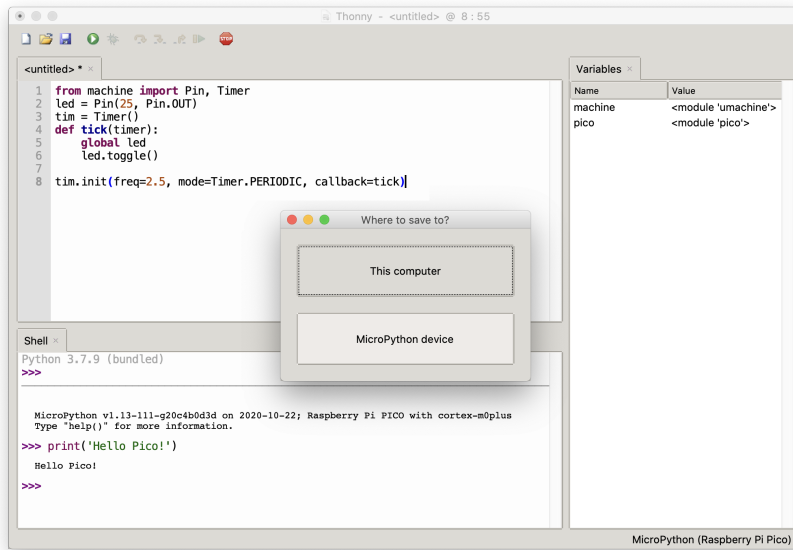 Thonny - <untitled> @ 8 : 55
STOP
<untitled> * ×
1 from machine import Pin, Timer
2 led = Pin(25, Pin.OUT)
3 tim = Timer()
4 def tick(timer):
5     global led
6     led.toggle()
7
8 tim.init(freq=2.5, mode=Timer.PERIODIC, callback=tick)
Where to save to?
This computer
MicroPython device
Shell ×
Python 3.7.9 (bundled)
>>>
MicroPython v1.13-111-g20c4b0d3d on 2020-10-22; Raspberry Pi PICO with cortex-m0plus
Type "help()" for more information.
>>> print('Hello Pico!')
Hello Pico!
>>>
Variables ×
Name Value
machine <module 'umachine'>
pico <module 'pico'>
MicroPython (Raspberry Pi Pico)